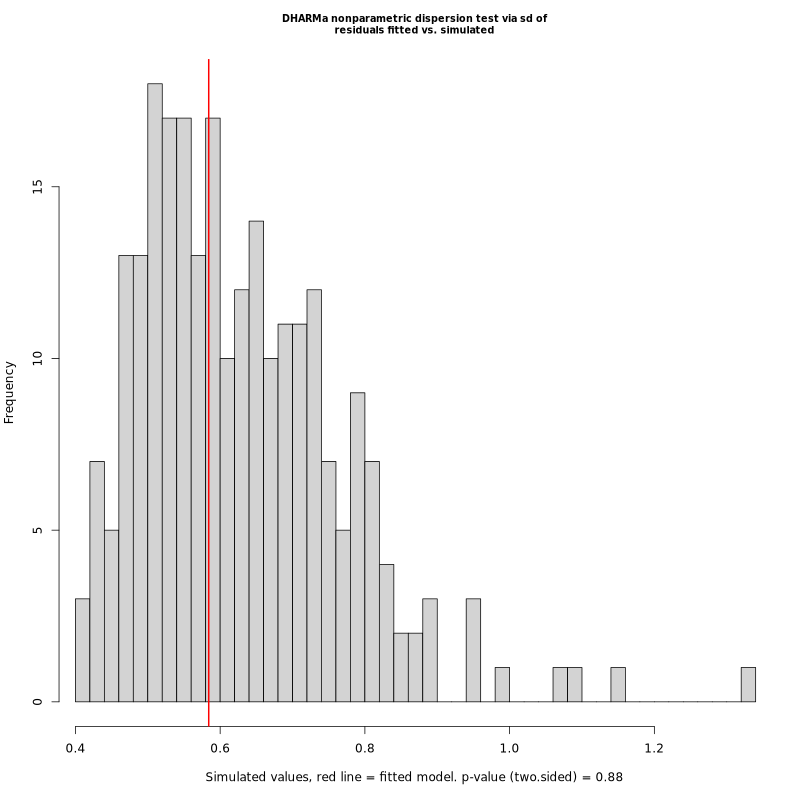 DHARMa nonparametric dispersion test via sd of
residuals fitted vs. simulated
Frequency
15
10
5
0
0.4 0.6 0.8 1.0 1.2
Simulated values, red line = fitted model. p-value (two.sided) = 0.88